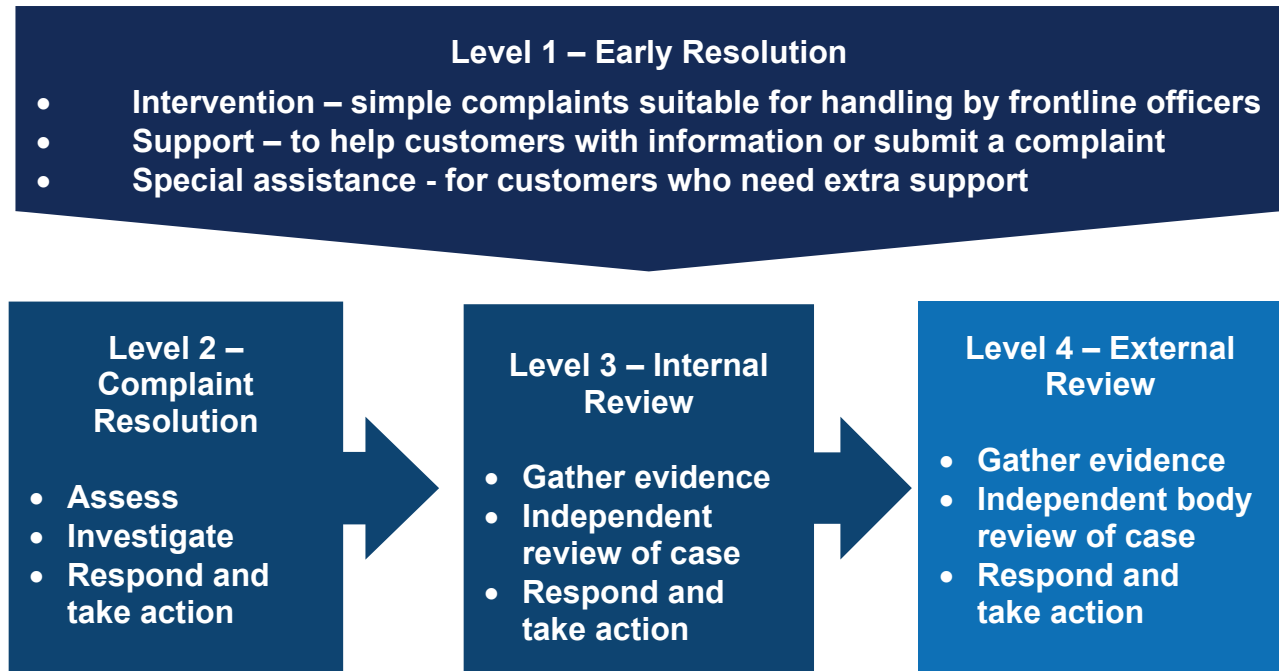 Level 1 – Early Resolution
• Intervention – simple complaints suitable for handling by frontline officers
• Support – to help customers with information or submit a complaint
• Special assistance - for customers who need extra support
Level 2 –
Complaint
Resolution
• Assess
• Investigate
• Respond and
take action
Level 3 – Internal
Review
• Gather evidence
• Independent
review of case
• Respond and
take action
Level 4 – External
Review
• Gather evidence
• Independent body
review of case
• Respond and
take action